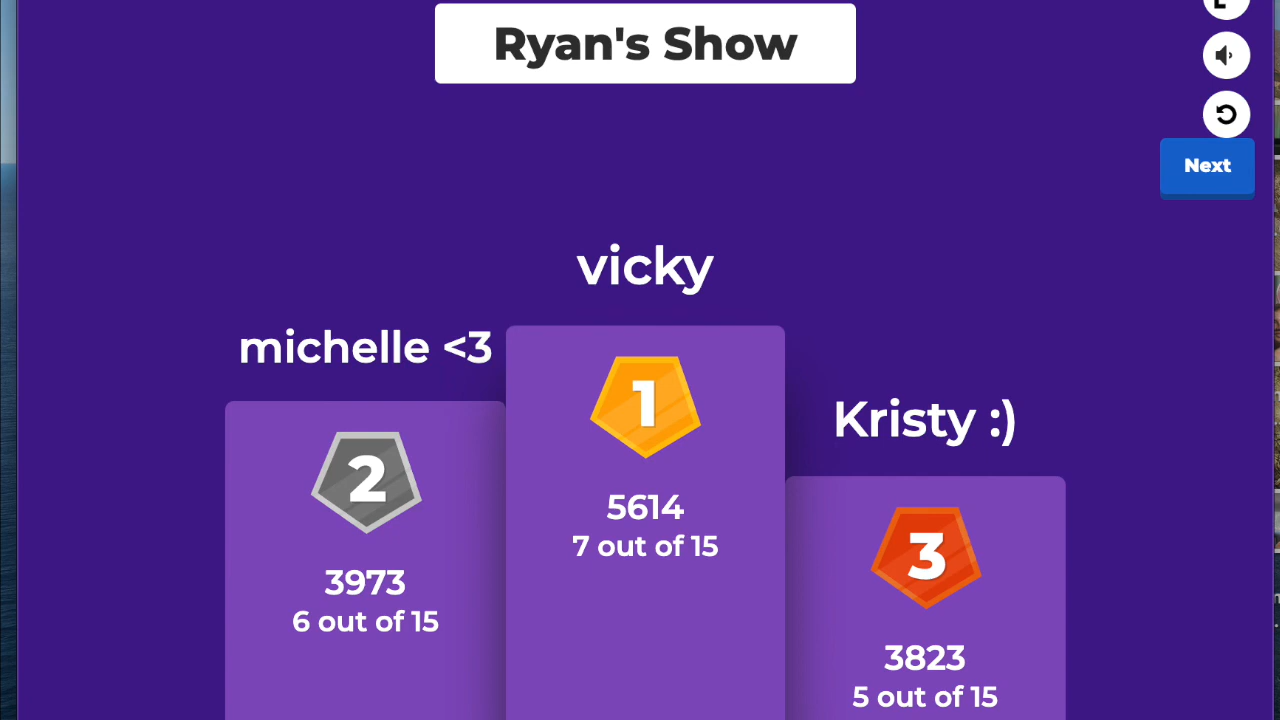 Ryan's Show
Next
vicky
michelle <3
Kristy :)
1
5614
7 out of 15
2
3973
6 out of 15
3
3823
5 out of 15